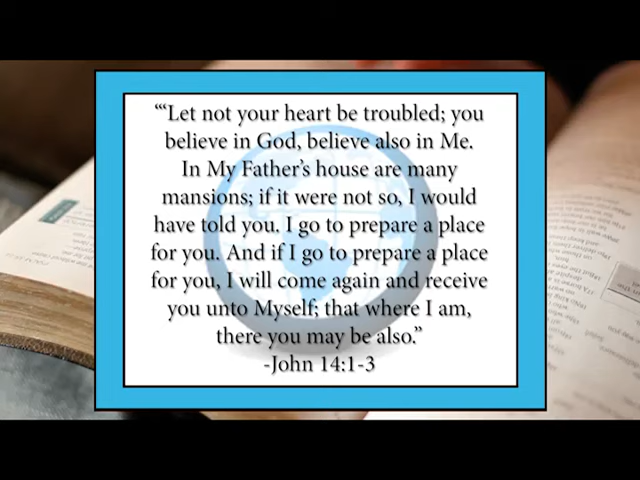 “‘Let not your heart be troubled; you
believe in God, believe also in Me.
In My Father’s house are many
mansions; if it were not so, I would
have told you. I go to prepare a place
for you. And if I go to prepare a place
for you, I will come again and receive
you unto Myself; that where I am,
there you may be also.”
-John 14:1-3